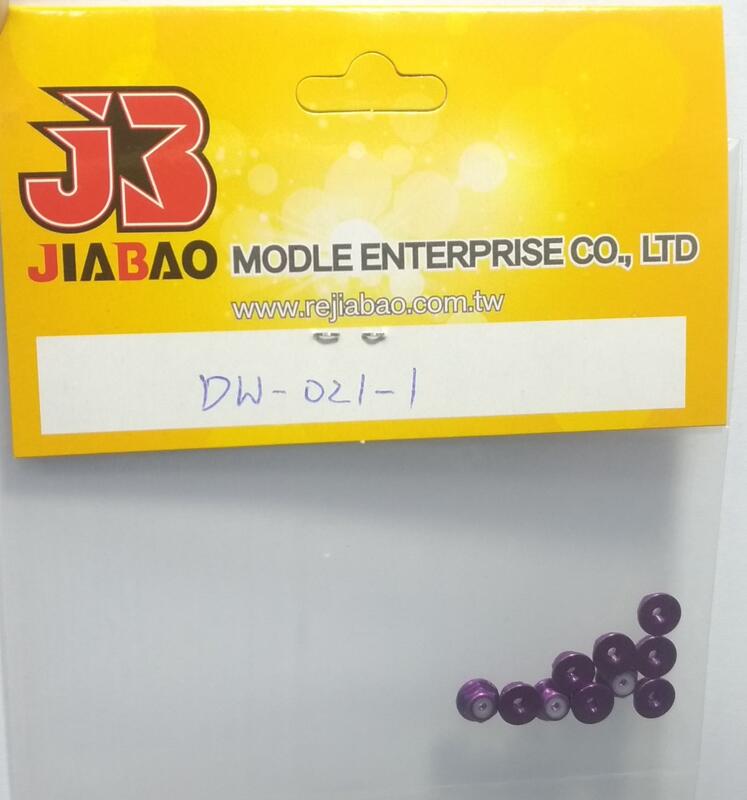 JB
JIABAO MODLE ENTERPRISE CO., LTD
www.rejiabao.com.tw
DW-021-1